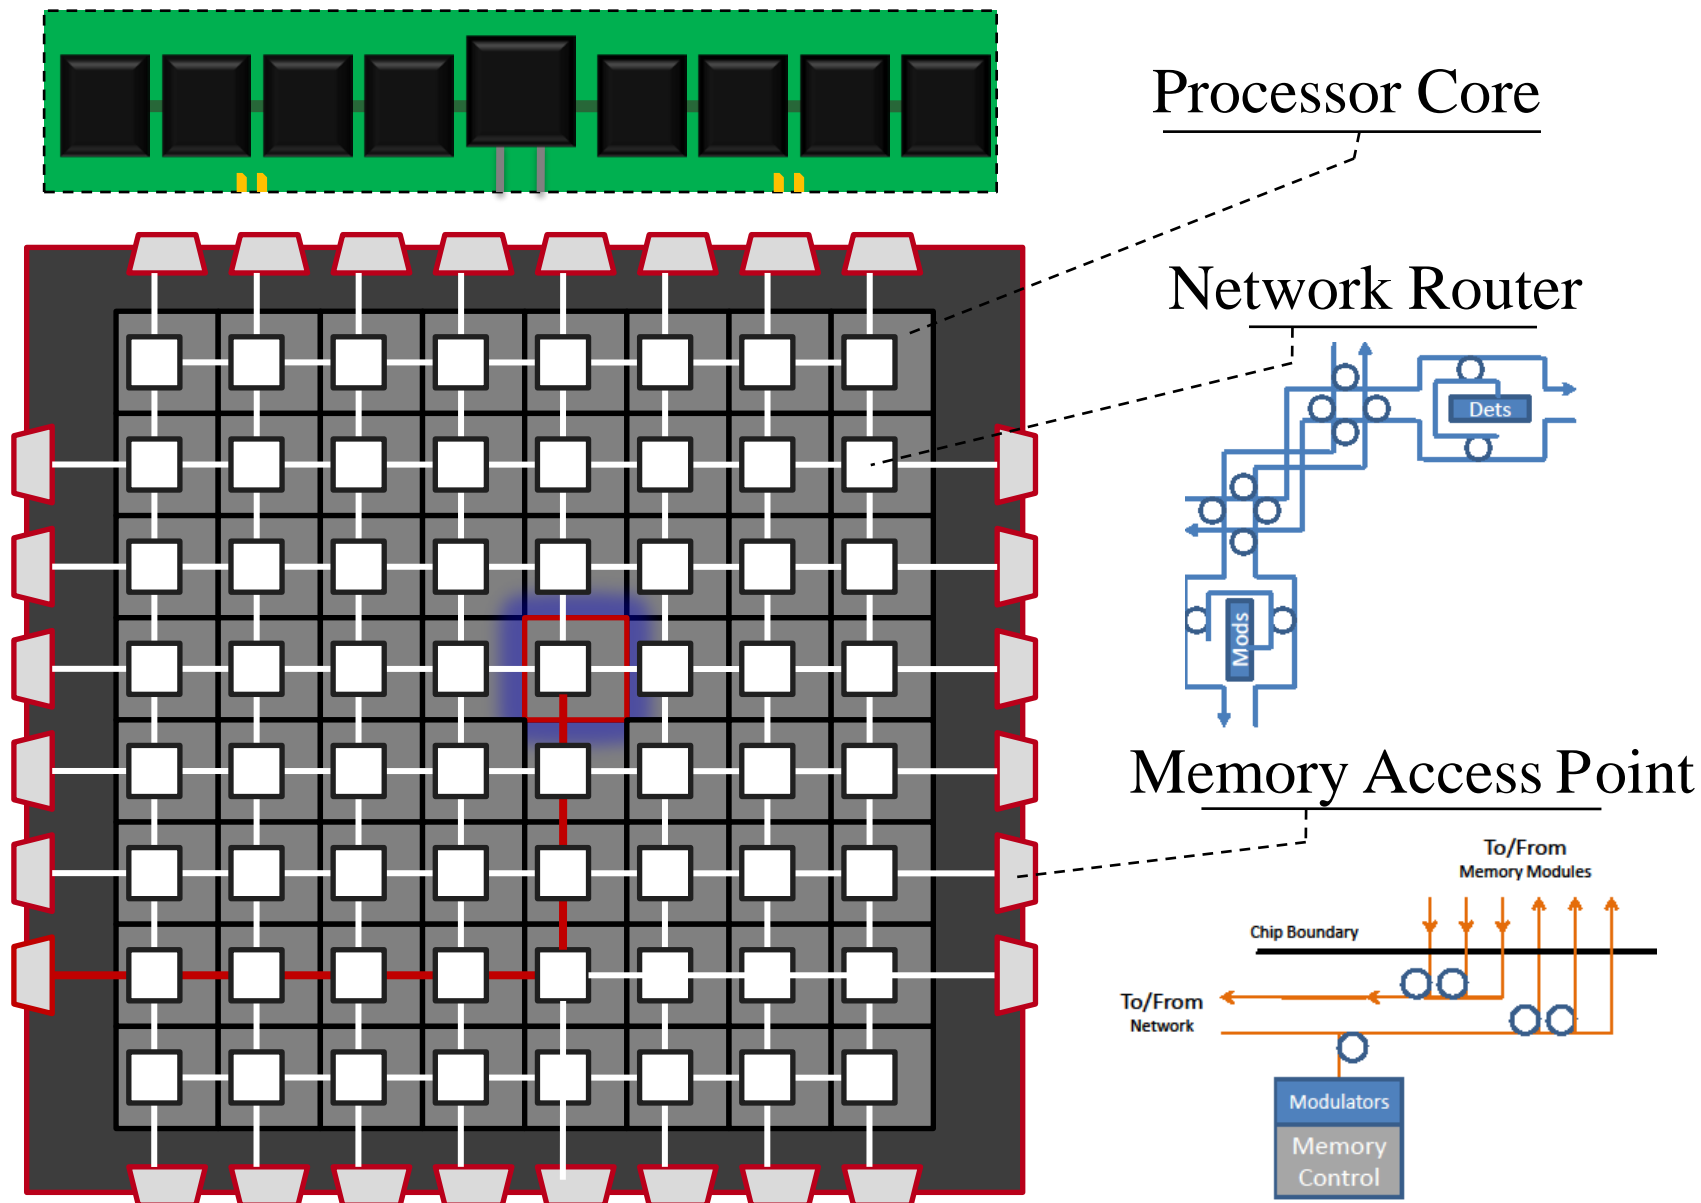 Processor Core
Network Router
Dets
Mods
Memory Access Point
To/From
Memory Modules
Chip Boundary
To/From
Network
Modulators
Memory
Control